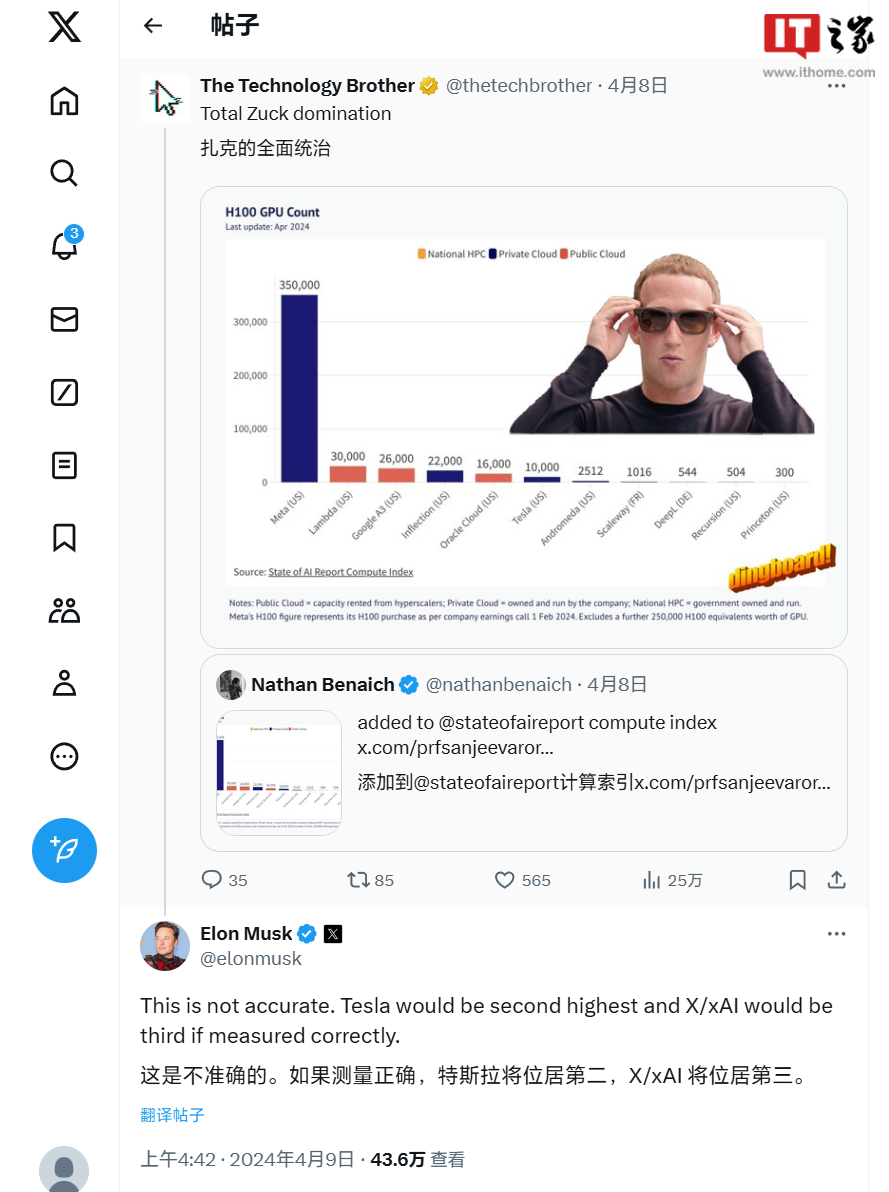 帖子
IT之家
www.ithome.com
3
The Technology Brother @thetechbrother · 4月8日
Total Zuck domination
扎克的全面统治
H100 GPU Count
Last update: Apr 2024
National HPC Private Cloud Public Cloud
350,000
300,000
200,000
100,000
0
30,000
26,000
22,000
16,000
10,000
2512
1016
544
504
300
Meta (US)
Lambda (US)
Google A3 (US)
Inflection (US)
Oracle Cloud (US)
Tesla (US)
Andromeda (US)
Scaleway (FR)
DeepL (DE)
Recursion (US)
Princeton (US)
dingboard!
Source: State of AI Report Compute Index
Notes: Public Cloud = capacity rented from hyperscalers; Private Cloud = owned and run by the company; National HPC = government owned and run.
Meta's H100 figure represents its H100 purchase as per company earnings call 1 Feb 2024. Excludes a further 250,000 H100 equivalents worth of GPU.
Nathan Benaich @nathanbenaich · 4月8日
added to @stateofaireport compute index
x.com/prfsanjeevaror...
添加到@stateofaireport计算索引x.com/prfsanjeevaror...
35 85 565 25万
Elon Musk
@elonmusk
This is not accurate. Tesla would be second highest and X/xAI would be
third if measured correctly.
这是不准确的。如果测量正确，特斯拉将位居第二，X/xAI 将位居第三。
翻译帖子
上午4:42 · 2024年4月9日 · 43.6万 查看